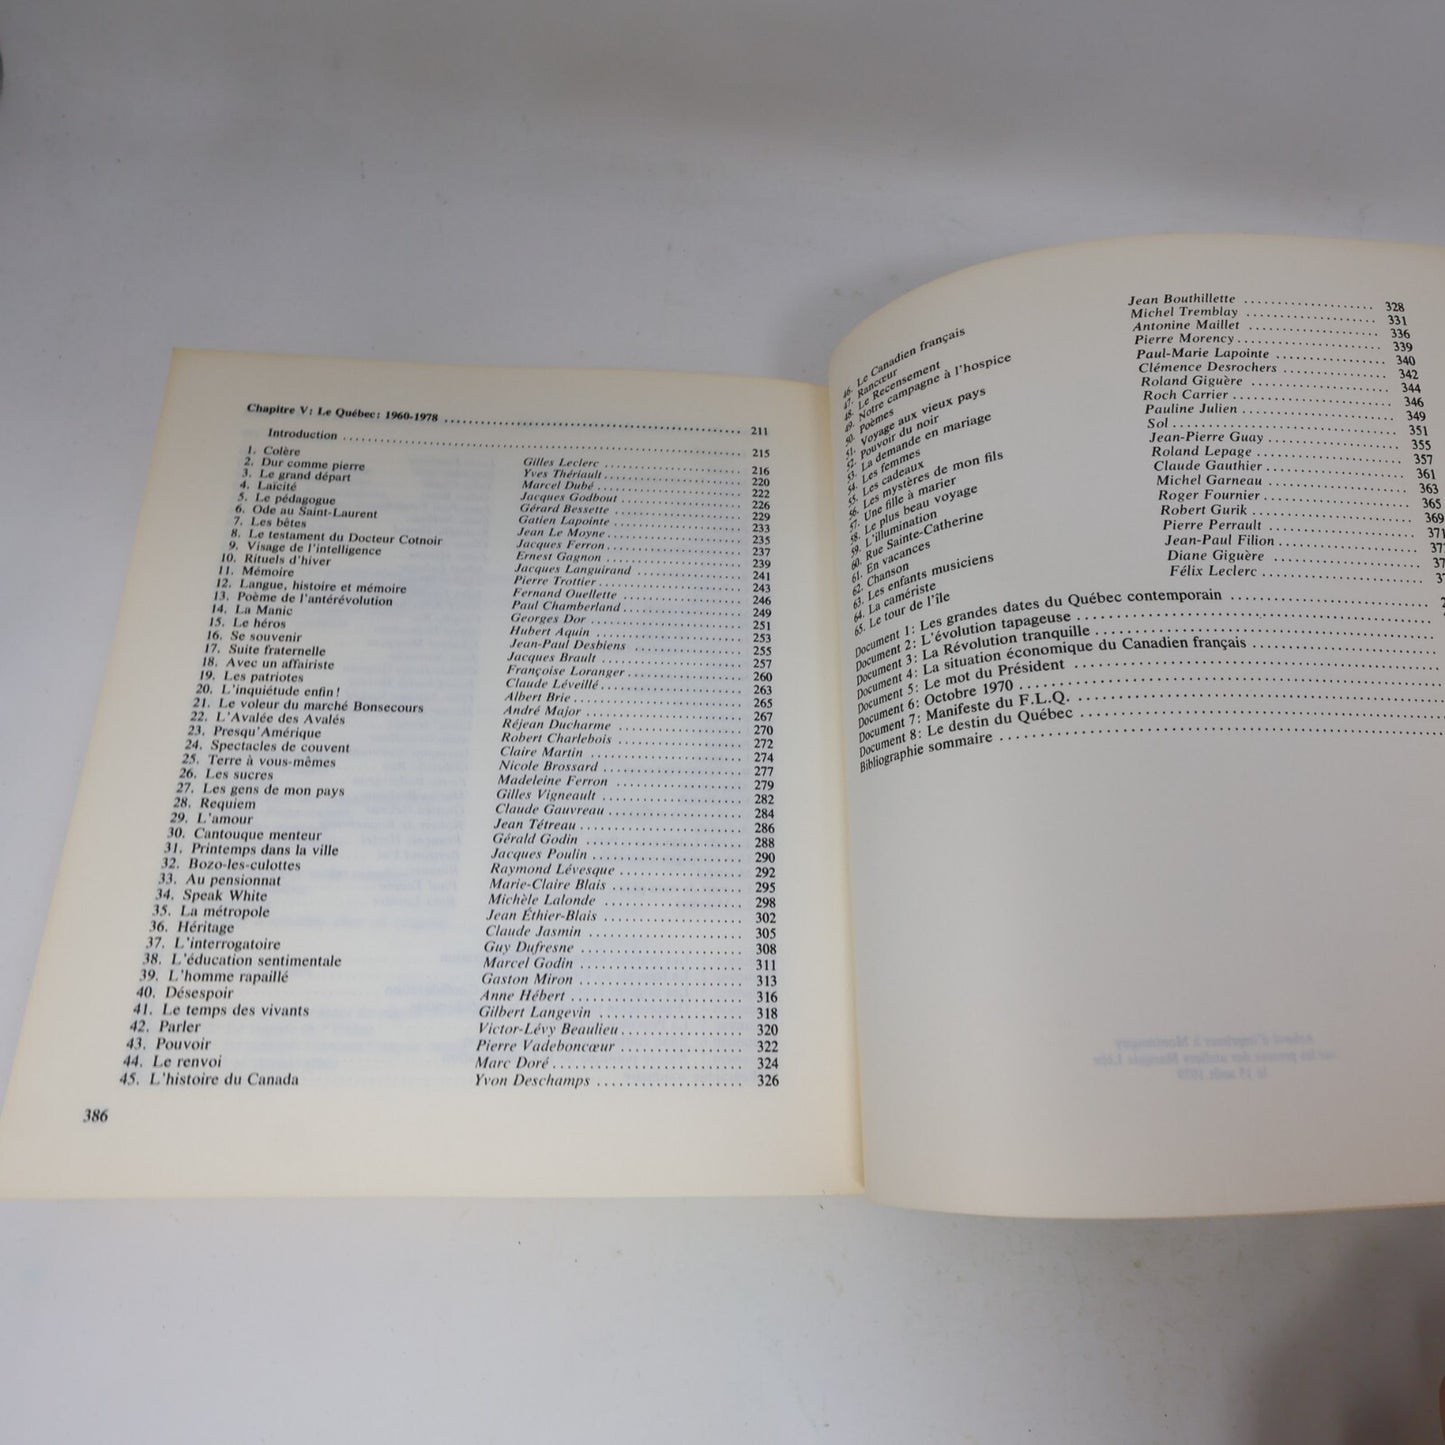 Chapitre V: Le Québec: 1960-1978 ........ 211
Introduction ........ 215
1. Colère Gilles Leclerc ........ 216
2. Dur comme pierre Yves Thériault ........ 220
3. Le grand départ Marcel Dubé ........ 222
4. Laïcité Jacques Godbout ........ 226
5. Le pédagogue Gérard Bessette ........ 229
6. Ode au Saint-Laurent Gatien Lapointe ........ 233
7. Les bêtes Jean Le Moyne ........ 235
8. Le testament du Docteur Cotnoir Jacques Ferron ........ 237
9. Visage de l'intelligence Ernest Gagnon ........ 239
10. Rituels d'hiver Jacques Languirand ........ 241
11. Mémoire Pierre Trottier ........ 243
12. Langue, histoire et mémoire Fernand Ouellette ........ 246
13. Poème de l'antérévolution Paul Chamberland ........ 249
14. La Manic Georges Dor ........ 251
15. Le héros Hubert Aquin ........ 253
16. Se souvenir Jean-Paul Desbiens ........ 255
17. Suite fraternelle Jacques Brault ........ 257
18. Avec un affairiste Françoise Loranger ........ 260
19. Les patriotes Claude Léveillé ........ 263
20. L'inquiétude enfin! Albert Brie ........ 265
21. Le voleur du marché Bonsecours André Major ........ 267
22. L'Avalée des Avalés Réjean Ducharme ........ 270
23. Presqu'Amérique Robert Charlebois ........ 272
24. Spectacles de couvent Claire Martin ........ 274
25. Terre à vous-mêmes Nicole Brossard ........ 277
26. Les sucres Madeleine Ferron ........ 279
27. Les gens de mon pays Gilles Vigneault ........ 282
28. Requiem Claude Gauvreau ........ 284
29. L'amour Jean Tétreau ........ 286
30. Cantouque menteur Gérald Godin ........ 288
31. Printemps dans la ville Jacques Poulin ........ 290
32. Bozo-les-culottes Raymond Lévesque ........ 292
33. Au pensionnat Marie-Claire Blais ........ 295
34. Speak White Michèle Lalonde ........ 298
35. La métropole Jean Éthier-Blais ........ 302
36. Héritage Claude Jasmin ........ 305
37. L'interrogatoire Guy Dufresne ........ 308
38. L'éducation sentimentale Marcel Godin ........ 311
39. L'homme rapaillé Gaston Miron ........ 313
40. Désespoir Anne Hébert ........ 316
41. Le temps des vivants Gilbert Langevin ........ 318
42. Parler Victor-Lévy Beaulieu ........ 320
43. Pouvoir Pierre Vadeboncœur ........ 322
44. Le renvoi Marc Doré ........ 324
45. L'histoire du Canada Yvon Deschamps ........ 326
386
46. Le Canadien français Jean Bouthillette ........ 328
47. Rancœur Michel Tremblay ........ 331
48. Le Recensement Antonine Maillet ........ 336
49. Notre campagne à l'hospice Pierre Morency ........ 339
50. Poèmes Paul-Marie Lapointe ........ 340
51. Voyage aux vieux pays Clémence Desrochers ........ 342
52. Pouvoir du noir Roland Giguère ........ 344
53. La demande en mariage Roch Carrier ........ 346
54. Les femmes Pauline Julien ........ 349
55. Les cadeaux Sol ........ 351
56. Les mystères de mon fils Jean-Pierre Guay ........ 355
57. Une fille à marier Roland Lepage ........ 357
58. Le plus beau voyage Claude Gauthier ........ 361
59. L'illumination Michel Garneau ........ 363
60. Rue Sainte-Catherine Roger Fournier ........ 365
61. En vacances Robert Gurik ........ 369
62. Chanson Pierre Perrault ........ 371
63. Les enfants musiciens Jean-Paul Filion ........
64. La camériste Diane Giguère ........
65. Le tour de l'île Félix Leclerc ........
Document 1: Les grandes dates du Québec contemporain ........
Document 2: L'évolution tapageuse ........
Document 3: La Révolution tranquille ........
Document 4: La situation économique du Canadien français ........
Document 5: Le mot du Président ........
Document 6: Octobre 1970 ........
Document 7: Manifeste du F.L.Q. ........
Document 8: Le destin du Québec ........
Bibliographie sommaire ........